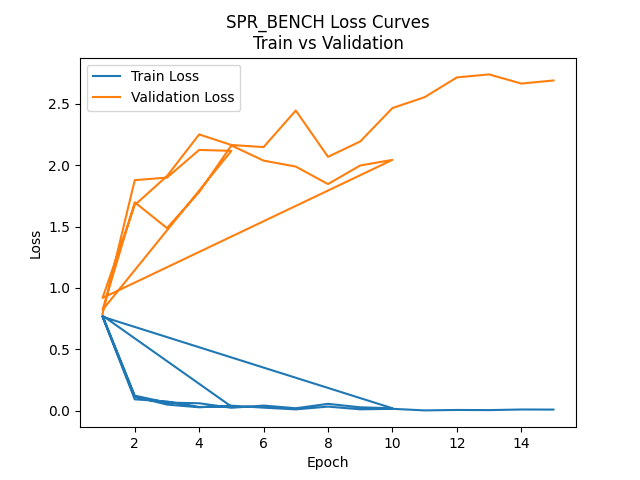 SPR_BENCH Loss Curves
Train vs Validation
Train Loss
Validation Loss
Loss
2.5
2.0
1.5
1.0
0.5
0.0
2 4 6 8 10 12 14
Epoch